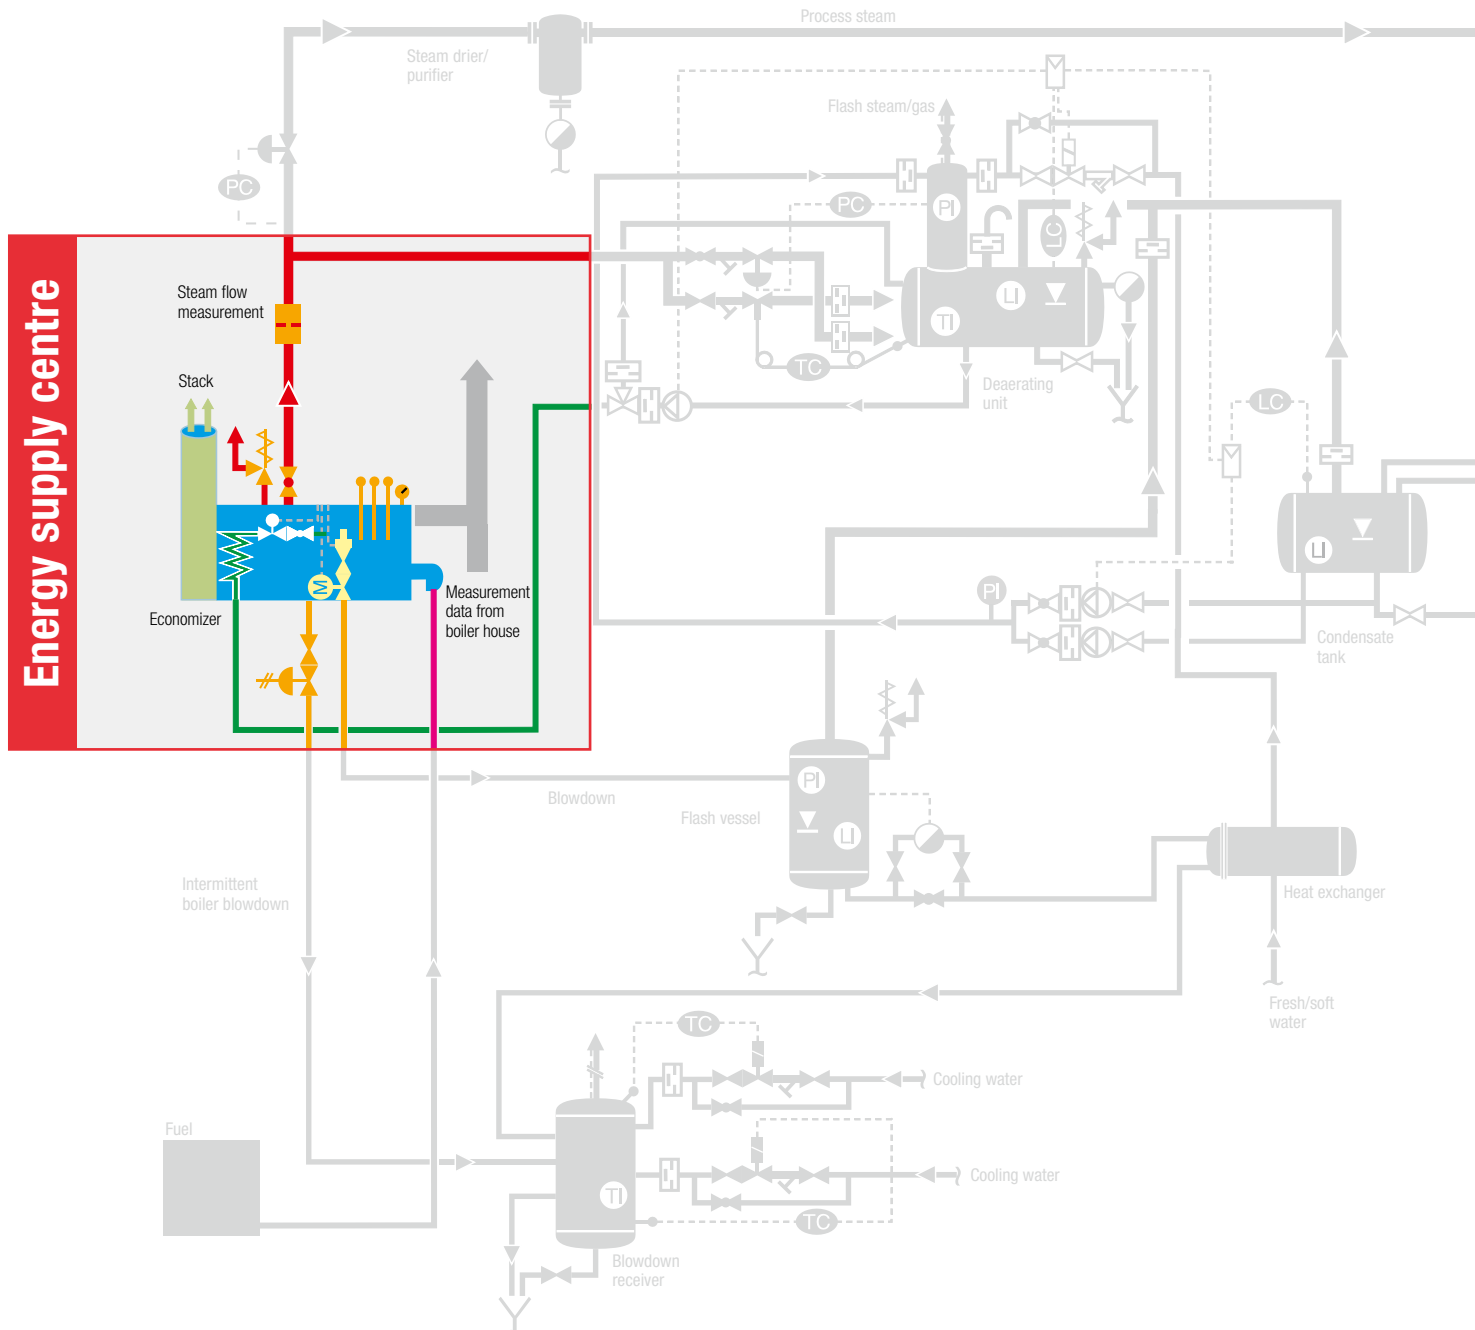 Process steam
Steam drier/
purifier
Flash steam/gas
PC
PC
PI
LC
LI
TI
TC
Deaerating
unit
Energy supply centre
Steam flow
measurement
Stack
M
Economizer
Measurement
data from
boiler house
LC
LI
PI
Condensate
tank
Blowdown
Flash vessel
PI
LI
Intermittent
boiler blowdown
Heat exchanger
Fresh/soft
water
TC
Cooling water
Fuel
Cooling water
TI
TC
Blowdown
receiver